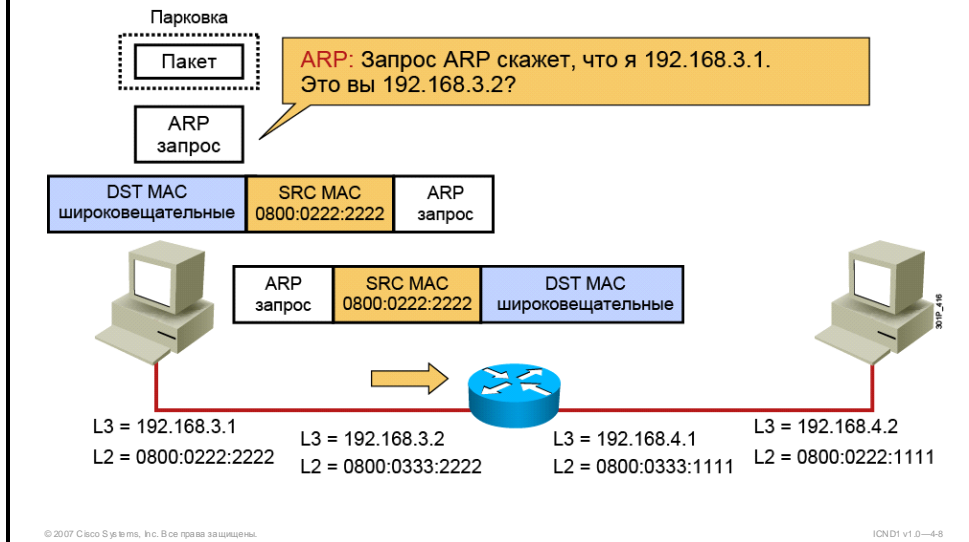 Парковка
Пакет
ARP: Запрос ARP скажет, что я 192.168.3.1.
Это вы 192.168.3.2?
ARP
запрос
DST MAC
широковещательные
SRC MAC
0800:0222:2222
ARP
запрос
ARP
запрос
SRC MAC
0800:0222:2222
DST MAC
широковещательные
301P_416
L3 = 192.168.3.1
L2 = 0800:0222:2222
L3 = 192.168.3.2
L2 = 0800:0333:2222
L3 = 192.168.4.1
L2 = 0800:0333:1111
L3 = 192.168.4.2
L2 = 0800:0222:1111
© 2007 Cisco Systems, Inc. Все права защищены.
ICND1 v1.0—4-8